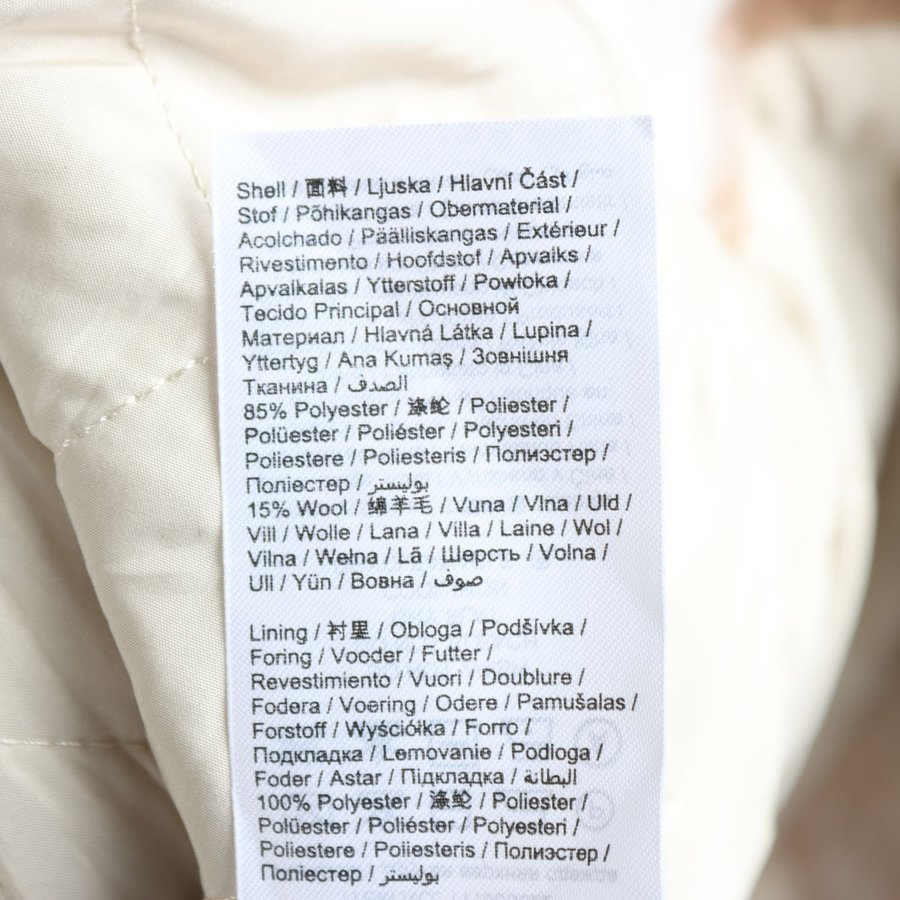 Shell / 面料 / Ljuska / Hlavní Část /
Stof / Põhikangas / Obermaterial /
Acolchado / Päälliskangas / Extérieur /
Rivestimento / Hoofdstof / Apvaiks /
Apvalkalas / Ytterstoff / Powłoka /
Tecido Principal / Основной
Материал / Hlavná Látka / Lupina /
Yttertyg / Ana Kumaş / Зовнішня
Тканина / الصدف
85% Polyester / 涤纶 / Poliester /
Polüester / Poliéster / Polyesteri /
Poliestere / Poliesteris / Полиэстер /
Поліестер / بوليستر
15% Wool / 绵羊毛 / Vuna / Vlna / Uld /
Vill / Wolle / Lana / Villa / Laine / Wol /
Vilna / Wełna / Lã / Шерсть / Volna /
Ull / Yün / Вовна / صوف
Lining / 衬里 / Obloga / Podšívka /
Foring / Vooder / Futter /
Revestimiento / Vuori / Doublure /
Fodera / Voering / Odere / Pamušalas /
Forstoff / Wyściółka / Forro /
Подкладка / Lemovanie / Podloga /
Foder / Astar / Підкладка / البطانة
100% Polyester / 涤纶 / Poliester /
Polüester / Poliéster / Polyesteri /
Poliestere / Poliesteris / Полиэстер /
Поліестер / بوليستر